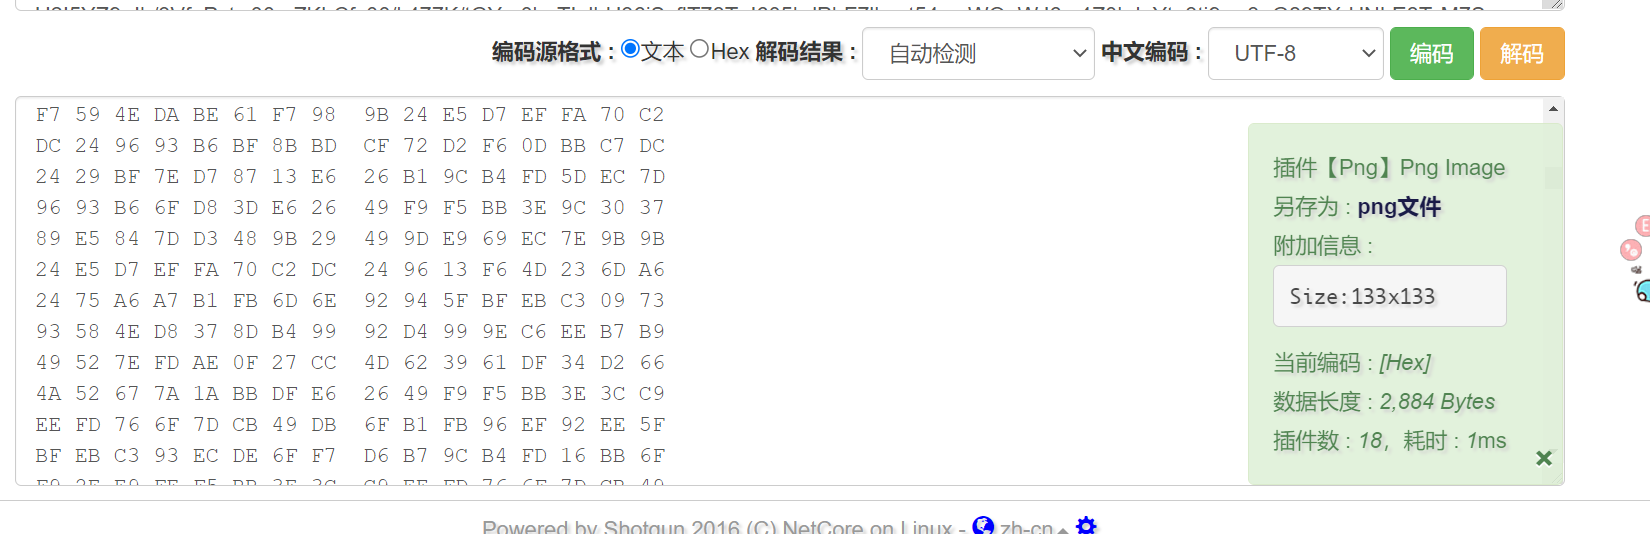 编码源格式 : 文本 Hex 解码结果 : 自动检测 中文编码 : UTF-8 编码 解码
F7 59 4E DA BE 61 F7 98 9B 24 E5 D7 EF FA 70 C2
DC 24 96 93 B6 BF 8B BD CF 72 D2 F6 0D BB C7 DC
24 29 BF 7E D7 87 13 E6 26 B1 9C B4 FD 5D EC 7D
96 93 B6 6F D8 3D E6 26 49 F9 F5 BB 3E 9C 30 37
89 E5 84 7D D3 48 9B 29 49 9D E9 69 EC 7E 9B 9B
24 E5 D7 EF FA 70 C2 DC 24 96 13 F6 4D 23 6D A6
24 75 A6 A7 B1 FB 6D 6E 92 94 5F BF EB C3 09 73
93 58 4E D8 37 8D B4 99 92 D4 99 9E C6 EE B7 B9
49 52 7E FD AE 0F 27 CC 4D 62 39 61 DF 34 D2 66
4A 52 67 7A 1A BB DF E6 26 49 F9 F5 BB 3E 3C C9
EE FD 76 6F 7D CB 49 DB 6F B1 FB 96 EF 92 EE 5F
BF EB C3 93 EC DE 6F F7 D6 B7 9C B4 FD 16 BB 6F
插件【Png】Png Image
另存为 : png文件
附加信息 :
Size:133x133
当前编码 : [Hex]
数据长度 : 2,884 Bytes
插件数 : 18, 耗时 : 1ms
Powered by Shotgun 2016 (C) NetCore on Linux - zh-cn